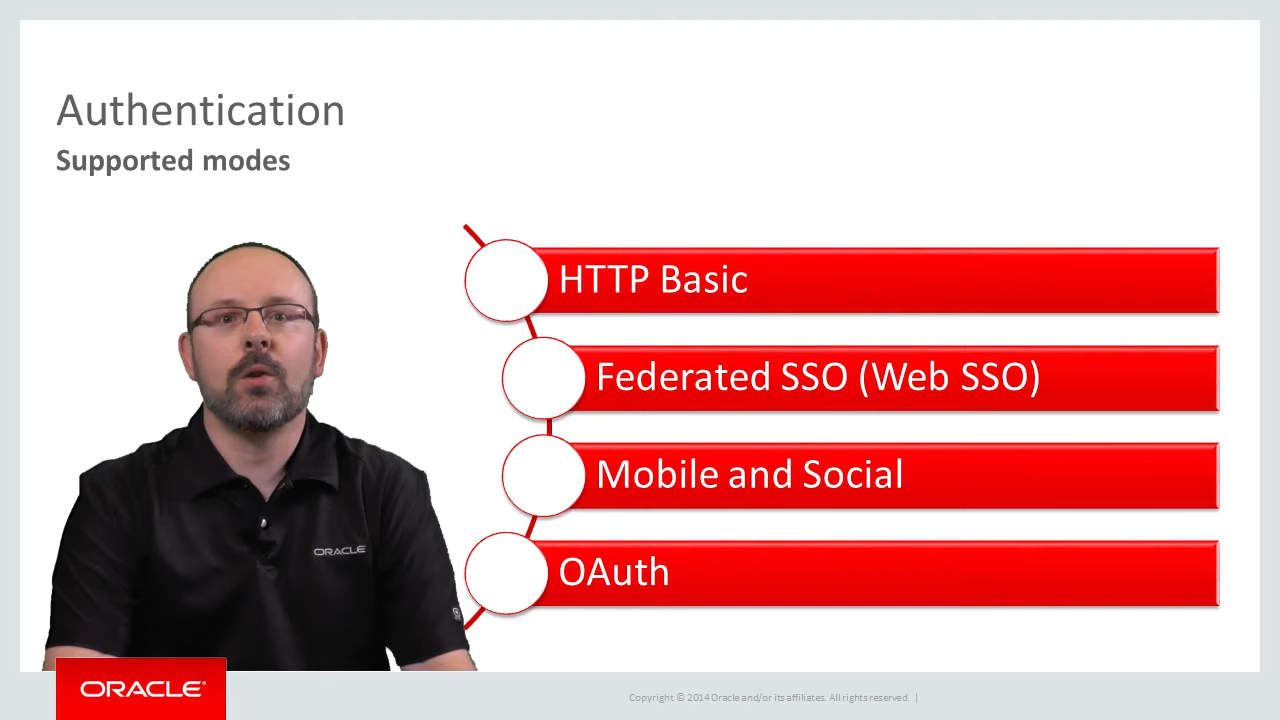 Authentication
Supported modes
HTTP Basic
Federated SSO (Web SSO)
Mobile and Social
OAuth
ORACLE
ORACLE®
Copyright © 2014 Oracle and/or its affiliates. All rights reserved. |